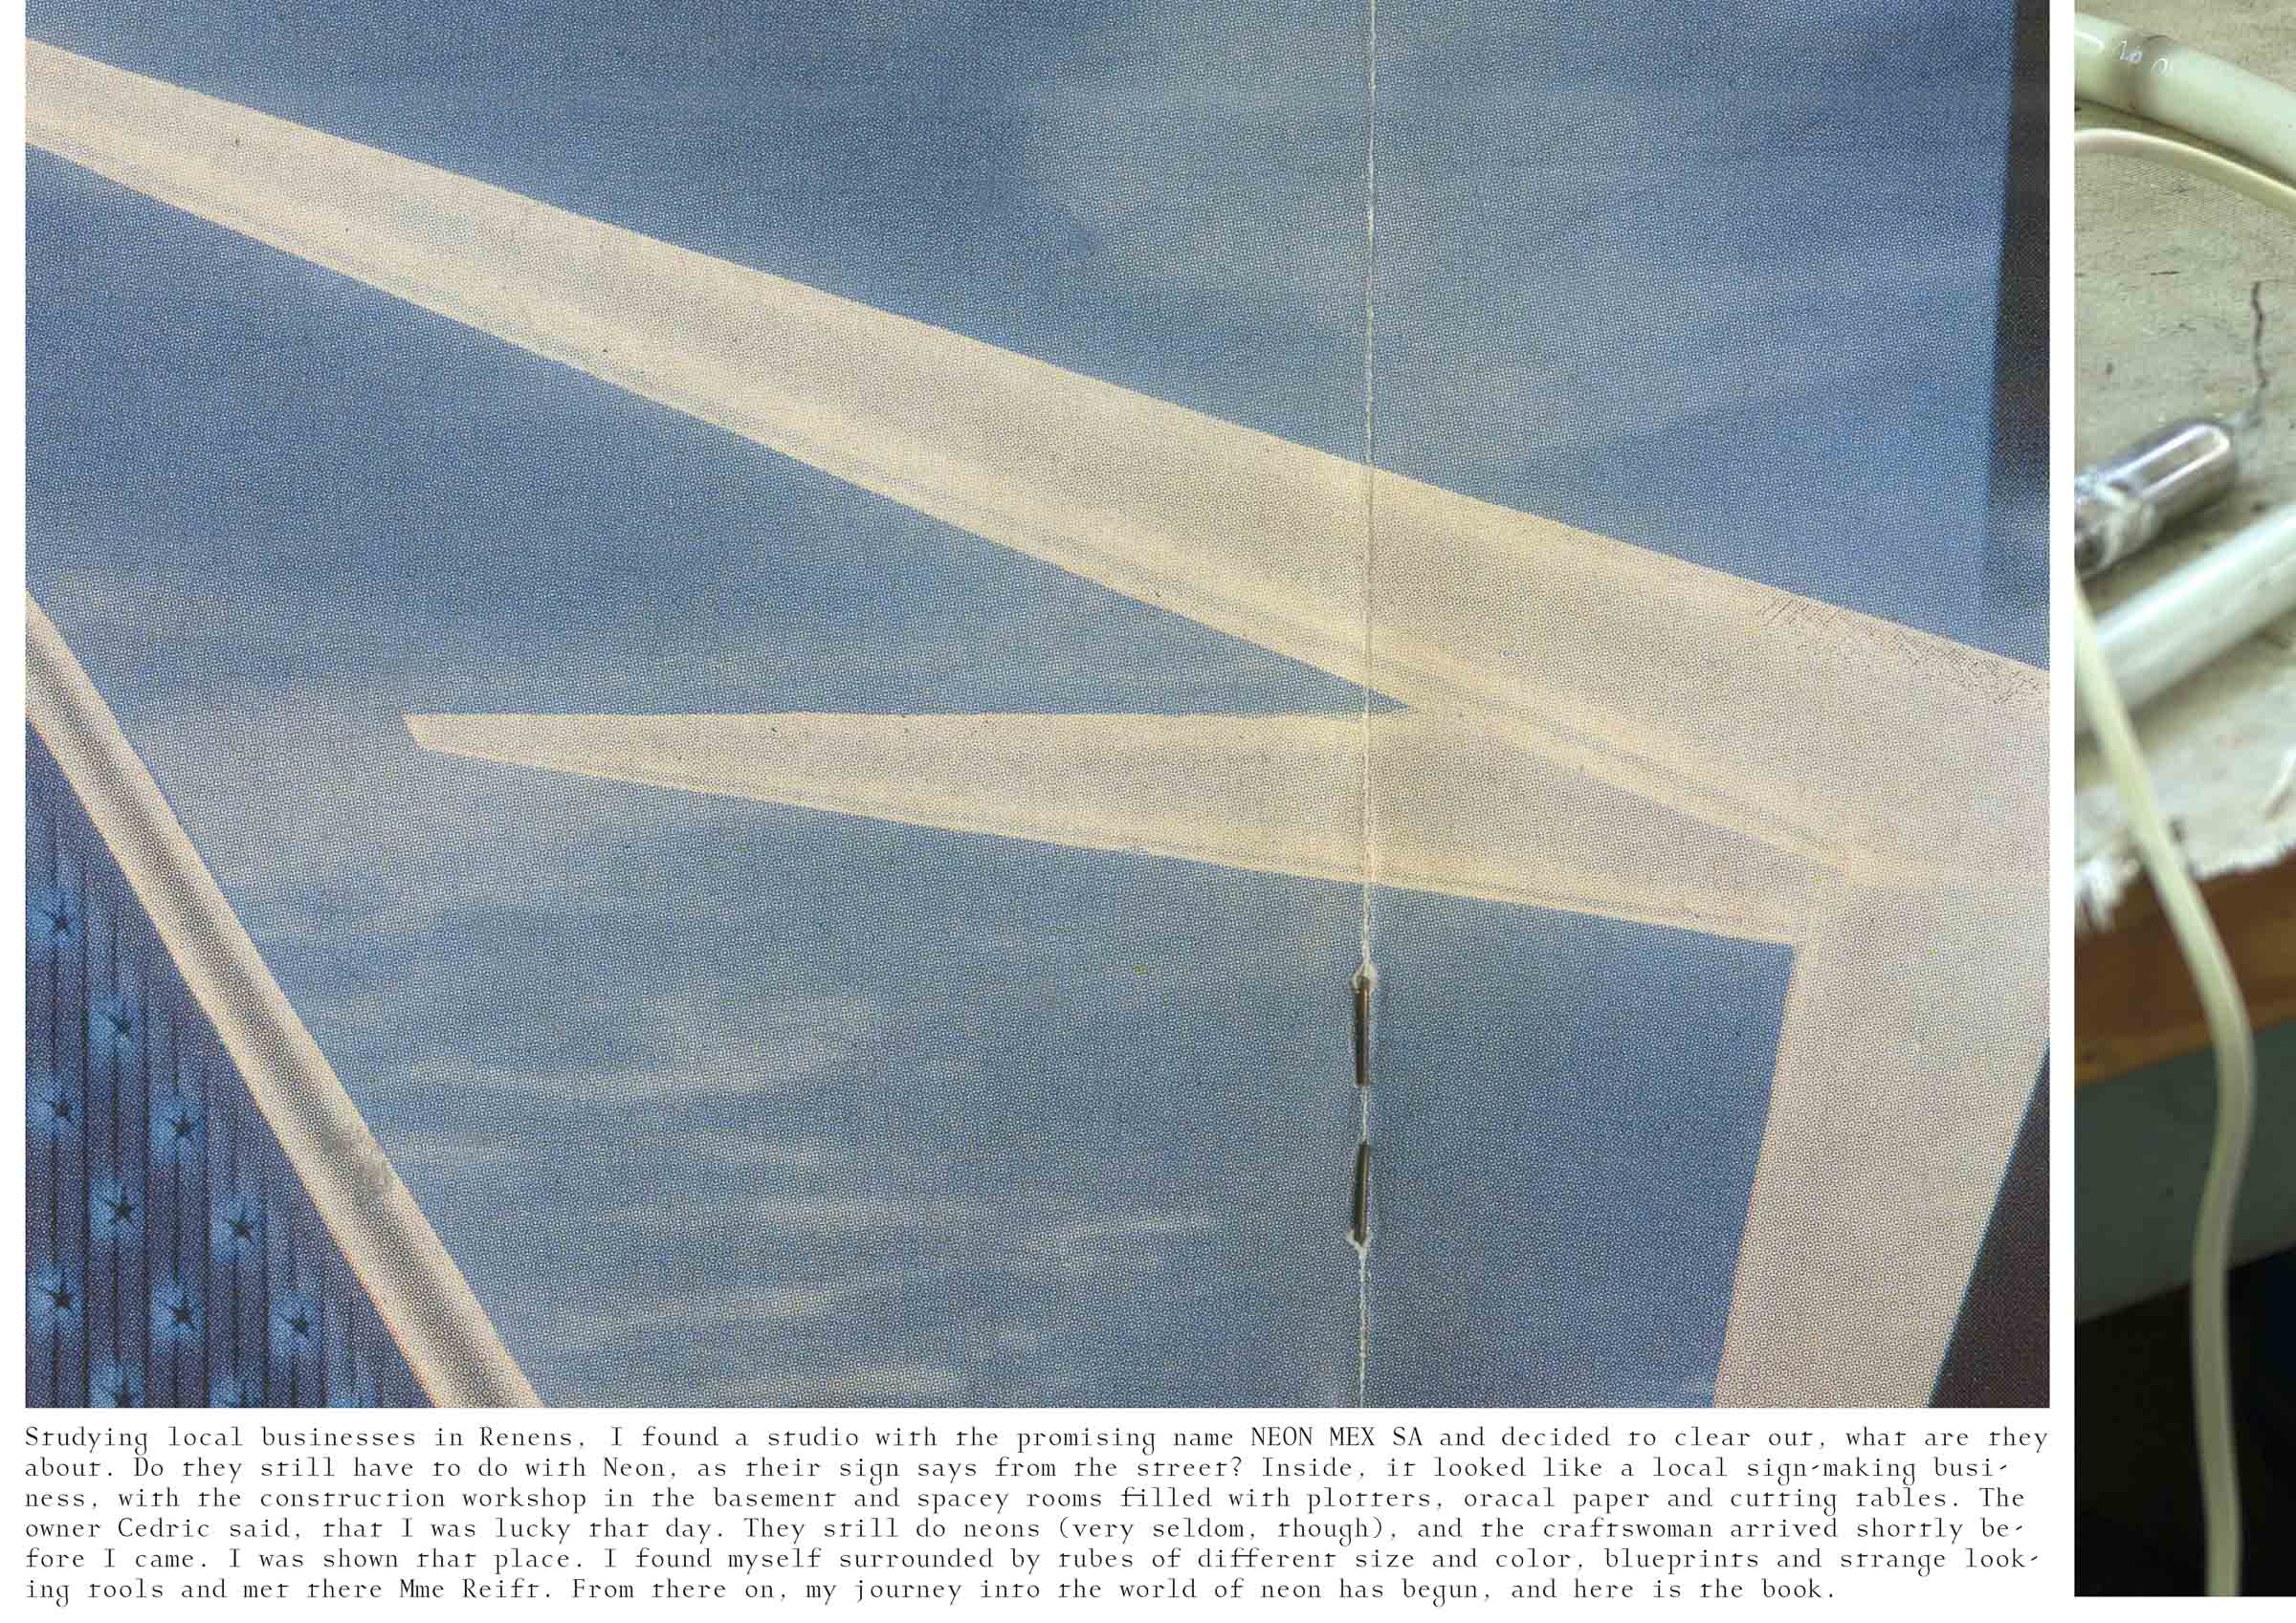 Studying local businesses in Renens, I found a studio with the promising name NEON MEX SA and decided to clear out, what are they
about. Do they still have to do with Neon, as their sign says from the street? Inside, it looked like a local sign-making busi-
ness, with the construction workshop in the basement and spacey rooms filled with plotters, oracal paper and cutting tables. The
owner Cedric said, that I was lucky that day. They still do neons (very seldom, though), and the craftswoman arrived shortly be-
fore I came. I was shown that place. I found myself surrounded by tubes of different size and color, blueprints and strange look-
ing tools and met there Mme Reift. From there on, my journey into the world of neon has begun, and here is the book.